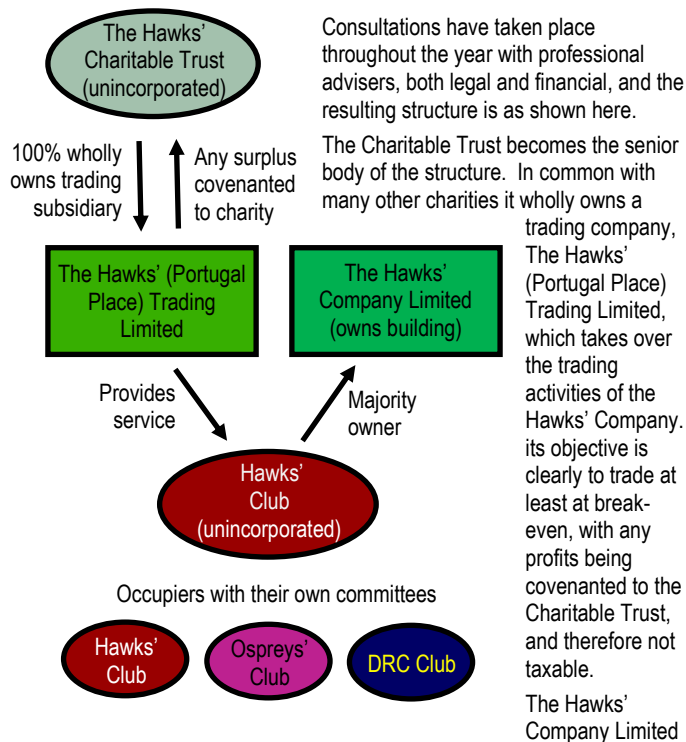 The Hawks'
Charitable Trust
(unincorporated)
100% wholly
owns trading
subsidiary
Any surplus
covenanted
to charity
The Hawks' (Portugal
Place) Trading
Limited
The Hawks'
Company Limited
(owns building)
Provides
service
Majority
owner
Hawks'
Club
(unincorporated)
Occupiers with their own committees
Hawks'
Club
Ospreys'
Club
DRC Club
Consultations have taken place
throughout the year with professional
advisers, both legal and financial, and the
resulting structure is as shown here.
The Charitable Trust becomes the senior
body of the structure.  In common with
many other charities it wholly owns a
trading company,
The Hawks'
(Portugal Place)
Trading Limited,
which takes over
the trading
activities of the
Hawks' Company.
its objective is
clearly to trade at
least at break-
even, with any
profits being
covenanted to the
Charitable Trust,
and therefore not
taxable.
The Hawks'
Company Limited